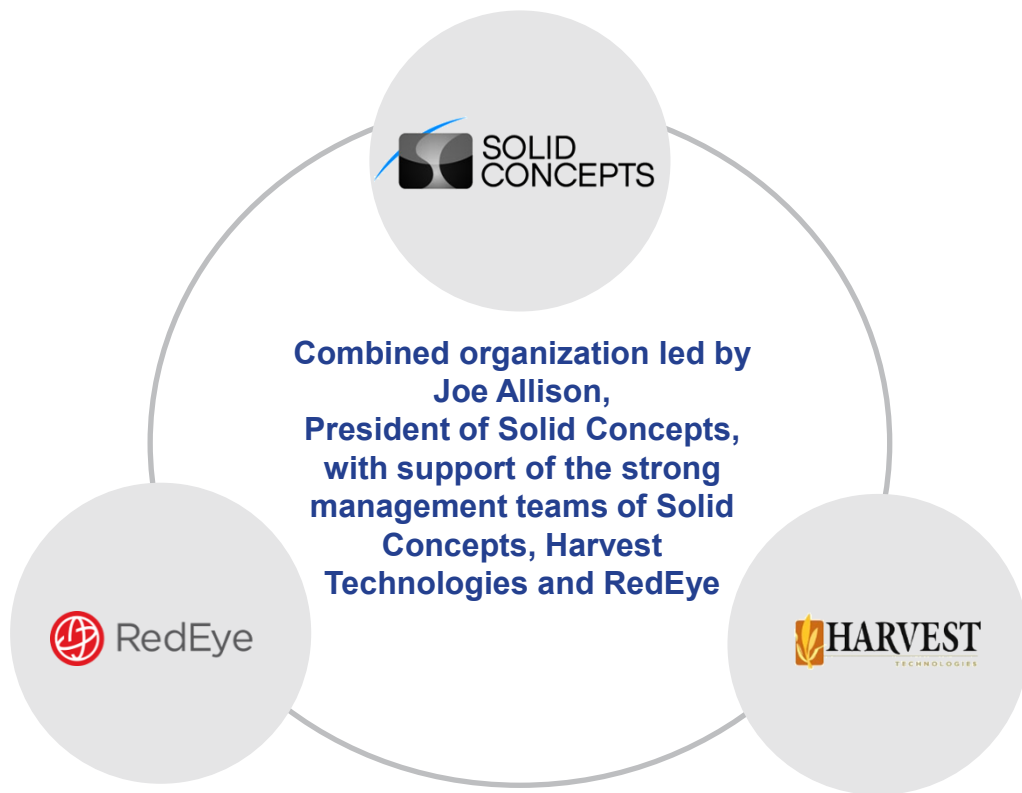 SOLID
CONCEPTS
Combined organization led by
Joe Allison,
President of Solid Concepts,
with support of the strong
management teams of Solid
Concepts, Harvest
Technologies and RedEye
RedEye
HARVEST
TECHNOLOGIES